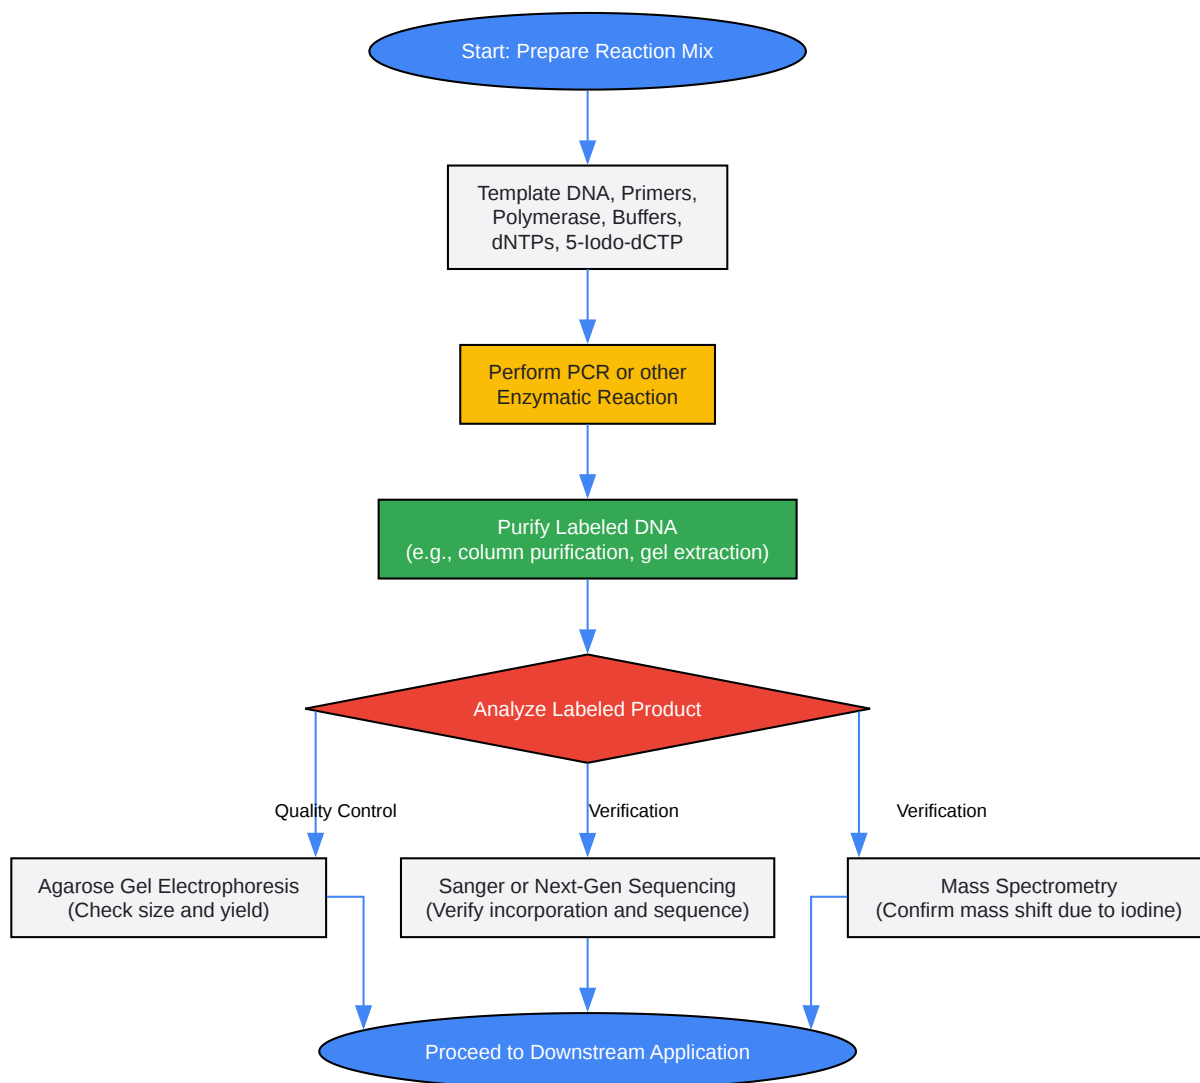 Start: Prepare Reaction Mix
Template DNA, Primers,
Polymerase, Buffers,
dNTPs, 5-Iodo-dCTP
Perform PCR or other
Enzymatic Reaction
Purify Labeled DNA
(e.g., column purification, gel extraction)
Analyze Labeled Product
Quality Control
Verification
Verification
Agarose Gel Electrophoresis
(Check size and yield)
Sanger or Next-Gen Sequencing
(Verify incorporation and sequence)
Mass Spectrometry
(Confirm mass shift due to iodine)
Proceed to Downstream Application